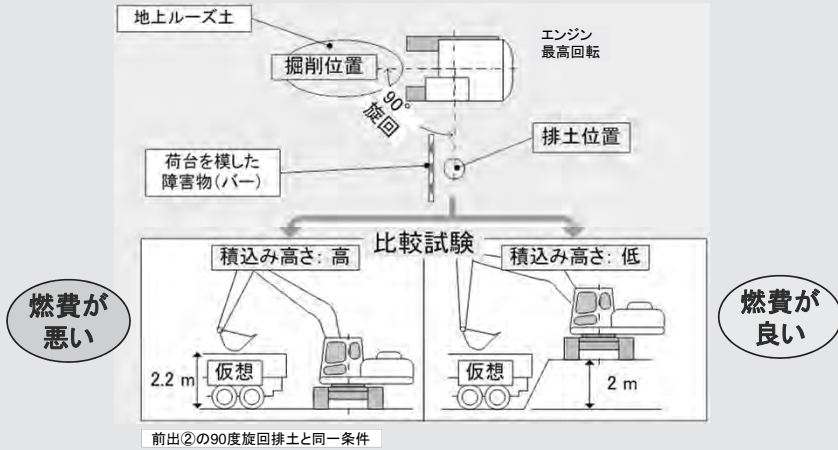 地上ルーズ土
エンジン
最高回転
掘削位置
90°
旋回
排土位置
荷台を模した
障害物(バー)
比較試験
積込み高さ: 高
積込み高さ: 低
燃費が
悪い
燃費が
良い
仮想
2.2 m
仮想
2 m
前出②の90度旋回排土と同一条件